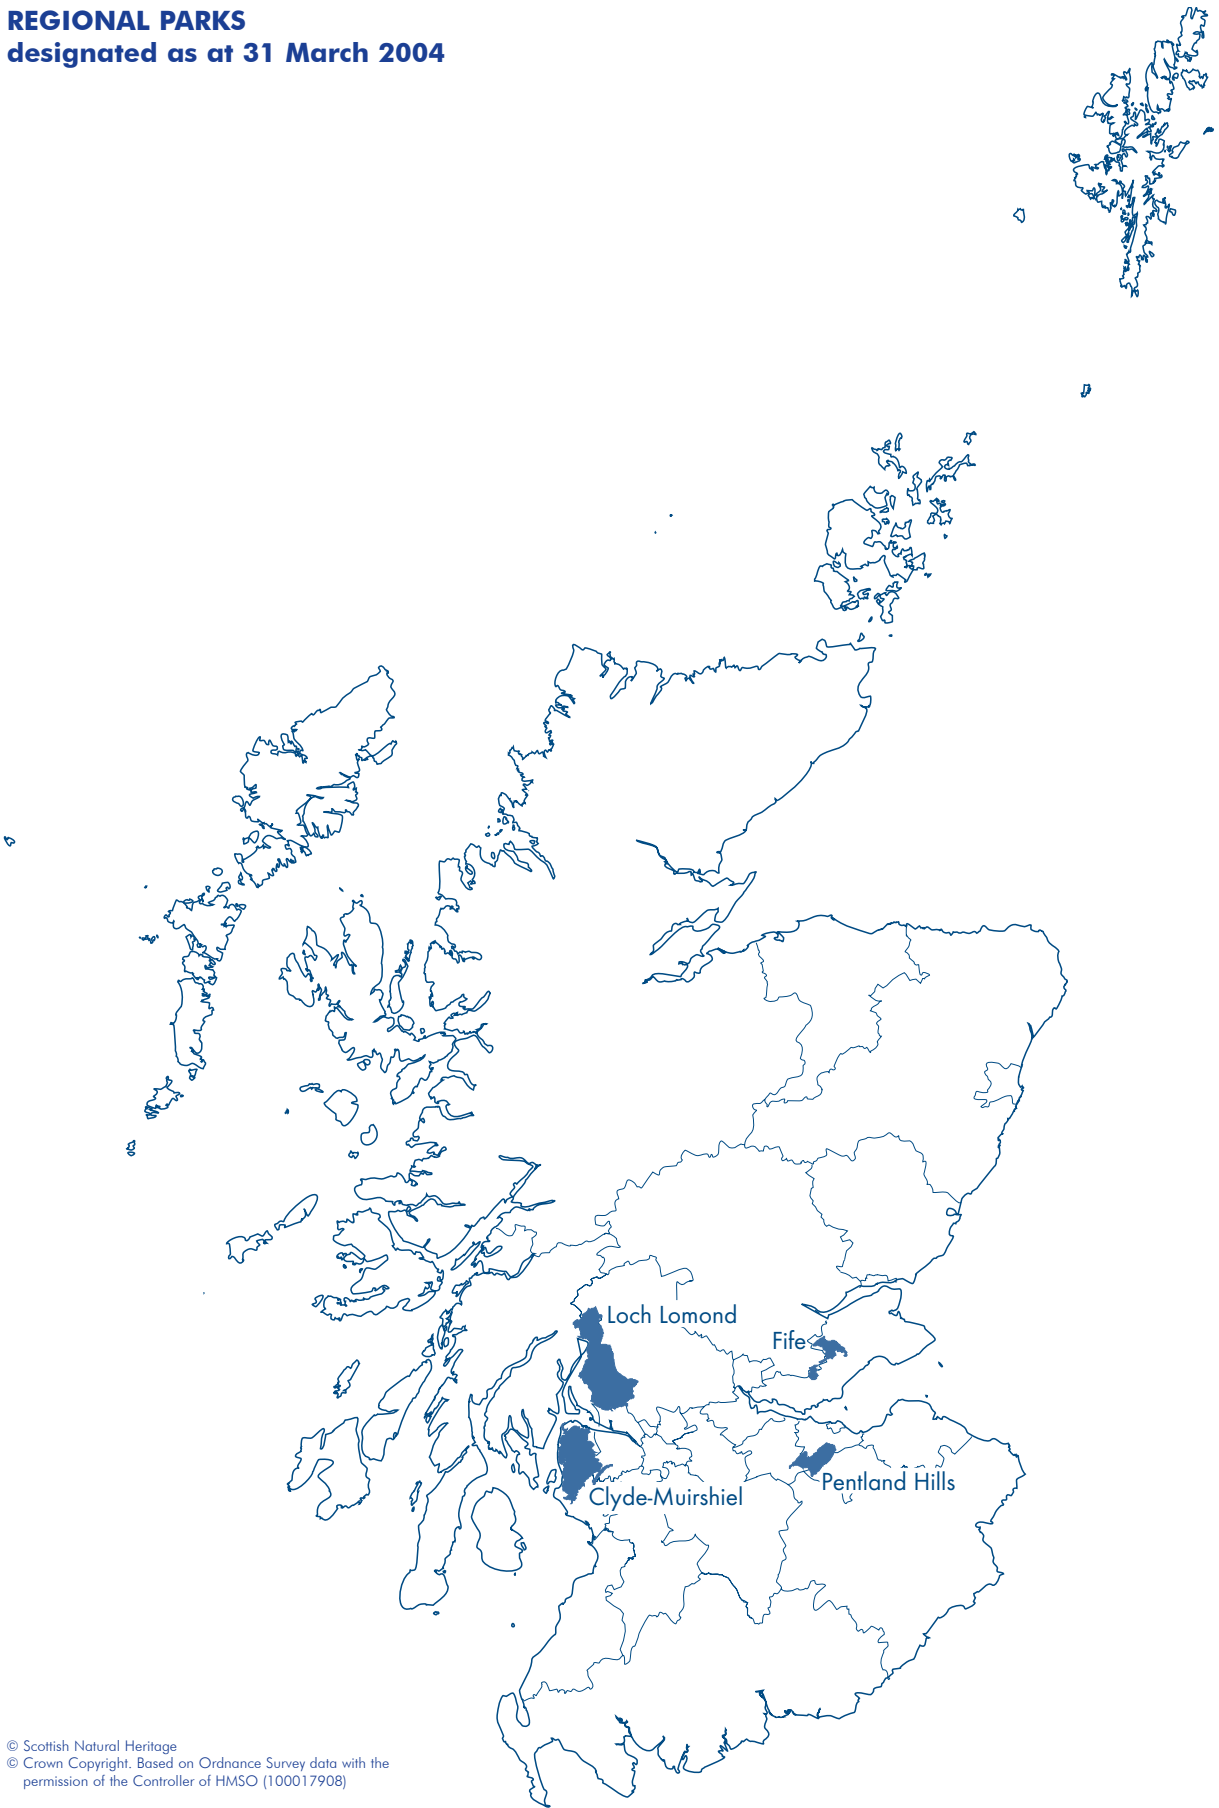 REGIONAL PARKS
designated as at 31 March 2004
Loch Lomond
Fife
Pentland Hills
Clyde-Muirshiel
© Scottish Natural Heritage
© Crown Copyright. Based on Ordnance Survey data with the
permission of the Controller of HMSO (100017908)